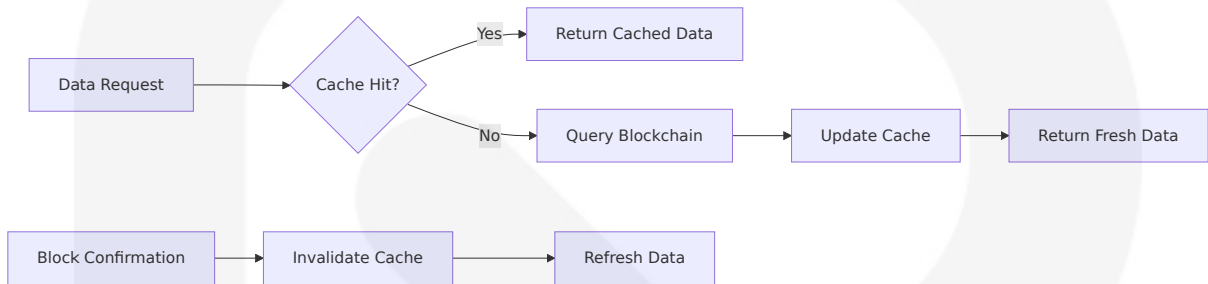 Data Request
Cache Hit?
Yes
Return Cached Data
No
Query Blockchain
Update Cache
Return Fresh Data
Block Confirmation
Invalidate Cache
Refresh Data